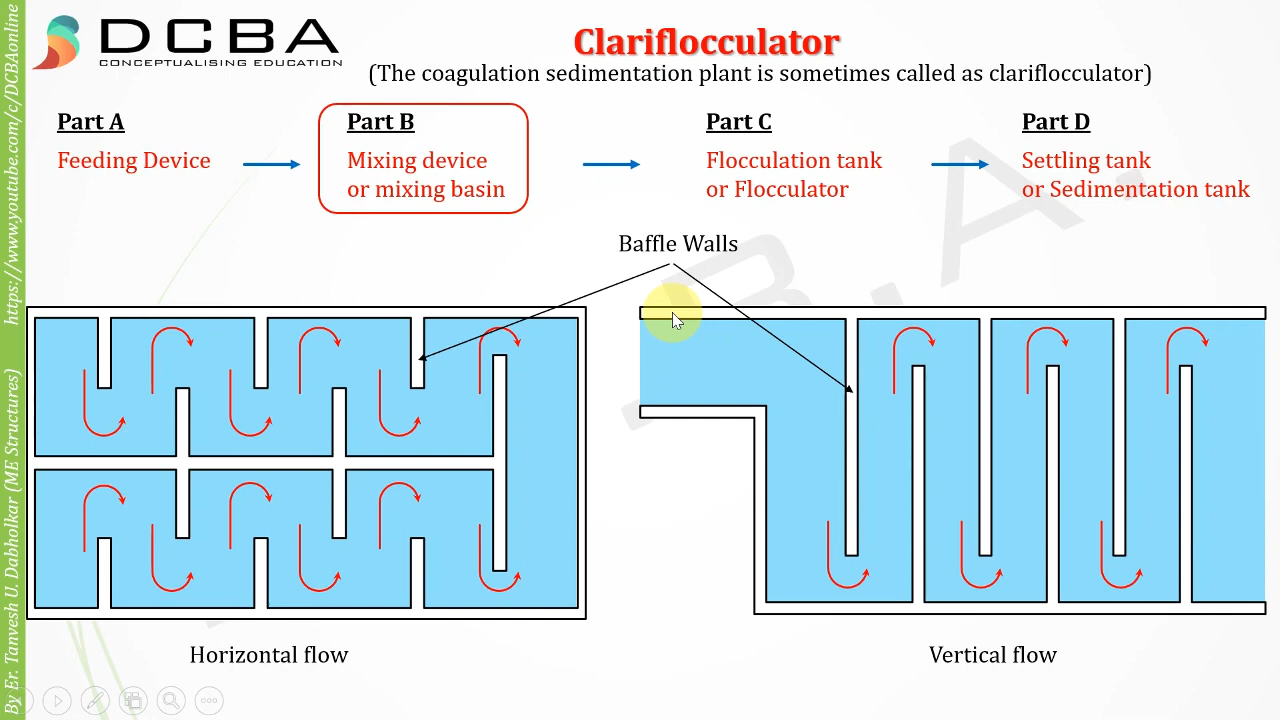 DCBA
CONCEPTUALISING EDUCATION
Clariflocculator
(The coagulation sedimentation plant is sometimes called as clariflocculator)
Part A
Feeding Device
Part B
Mixing device
or mixing basin
Part C
Flocculation tank
or Flocculator
Part D
Settling tank
or Sedimentation tank
Baffle Walls
Horizontal flow
Vertical flow
By Er. Tanvesh U. Dabholkar (ME Structures) https://www.youtube.com/c/DCBAonline